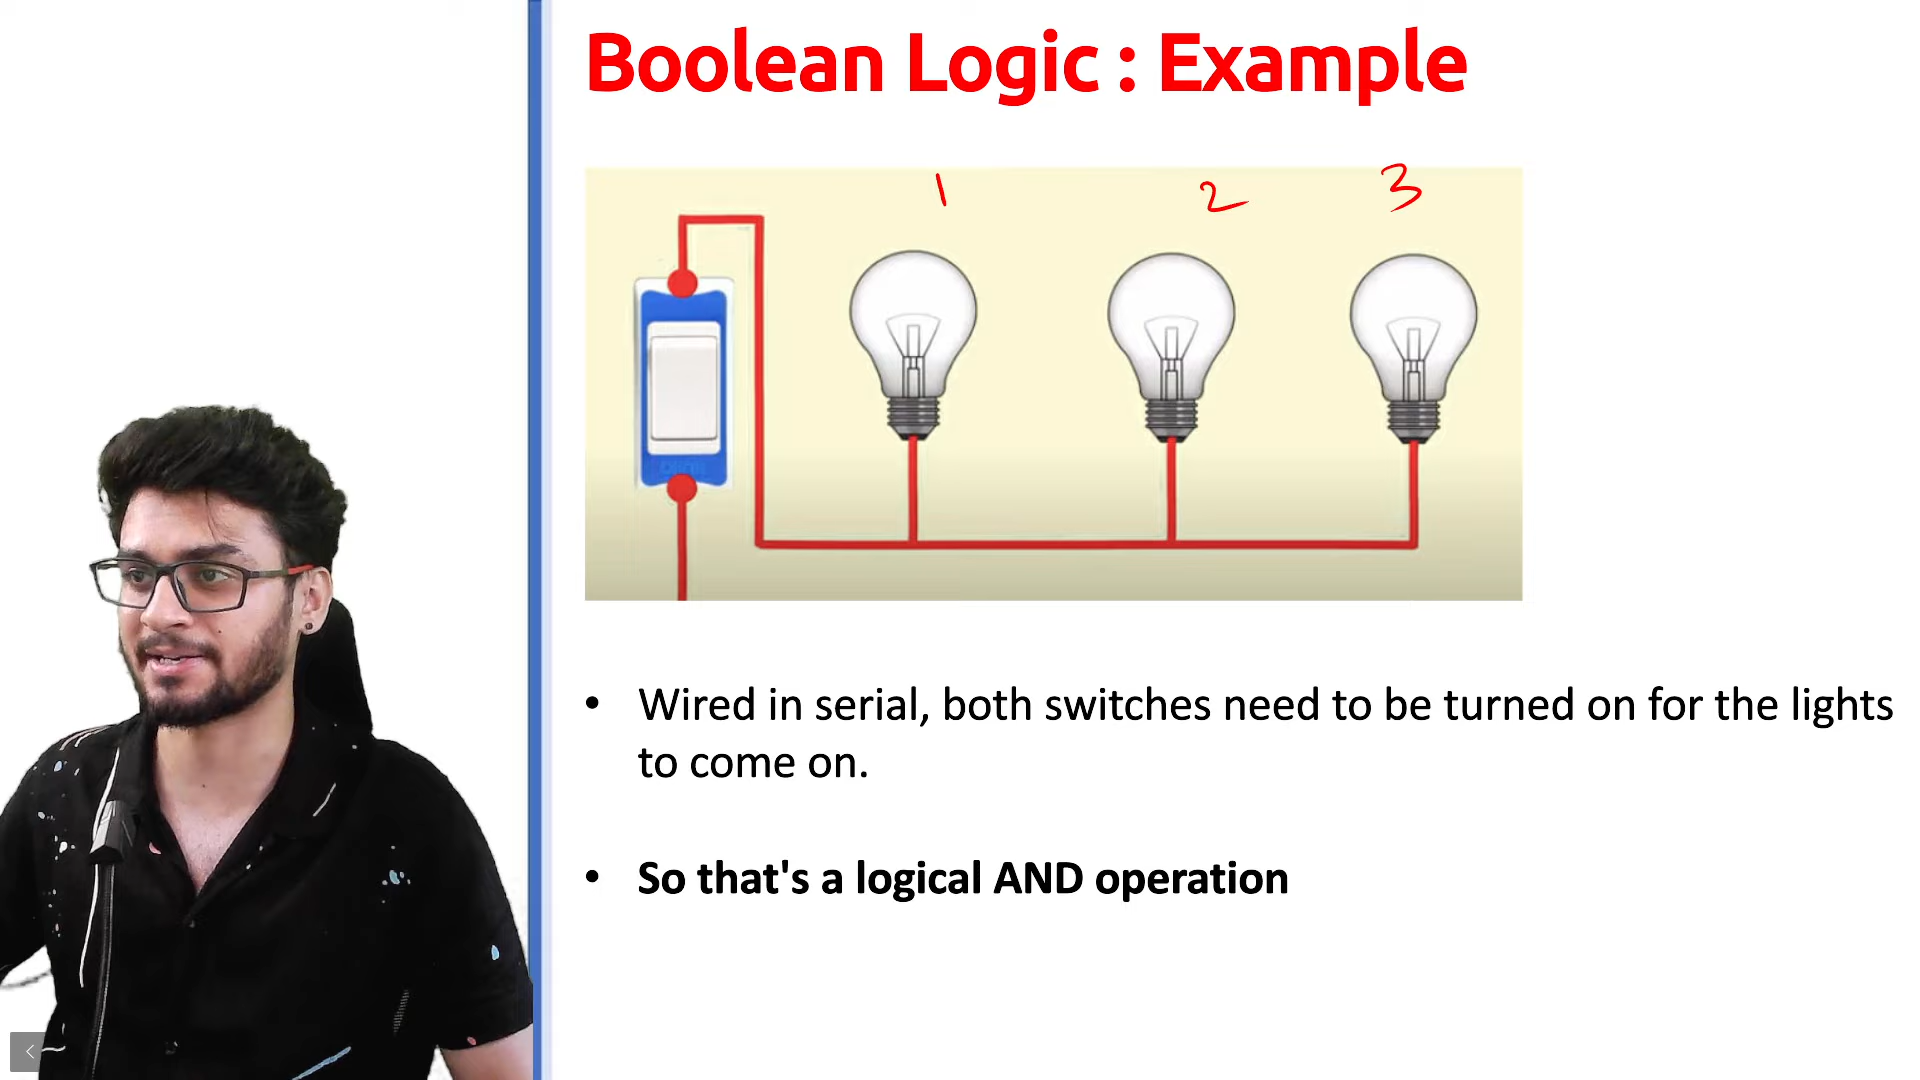 Boolean Logic : Example
1 2 3
• Wired in serial, both switches need to be turned on for the lights
to come on.
• So that's a logical AND operation